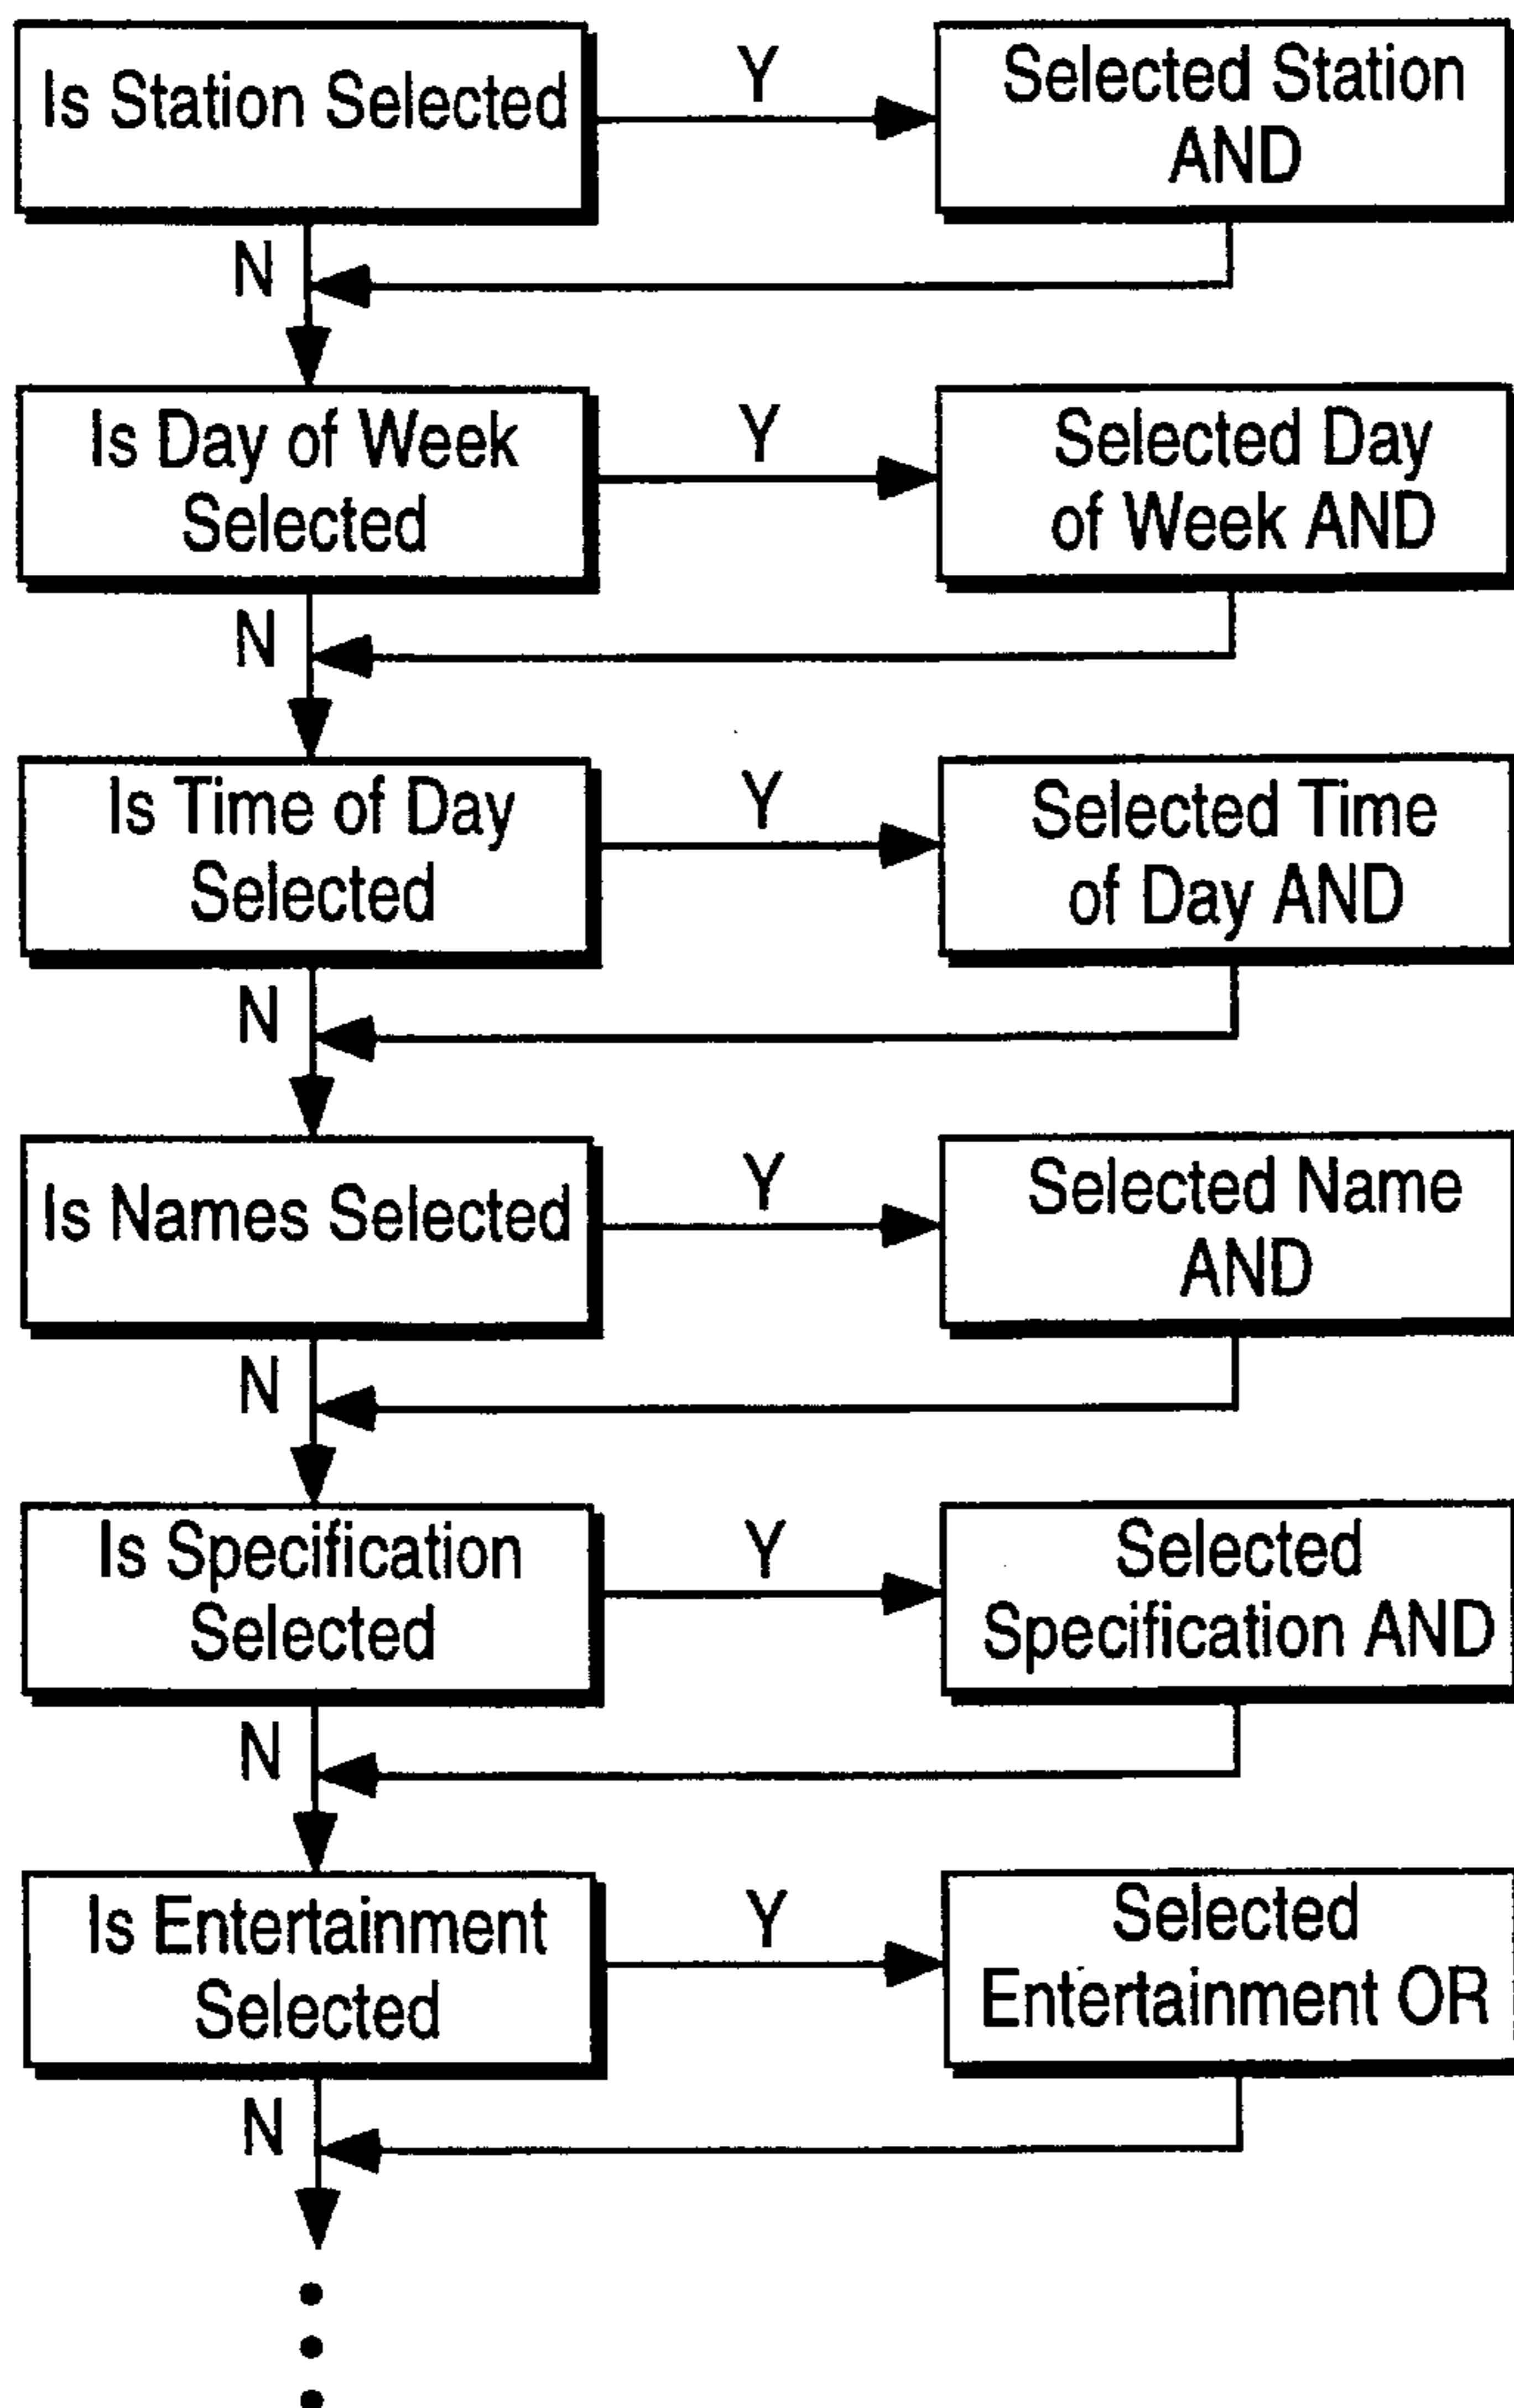 Is Station Selected
Y
Selected Station
AND
N
Is Day of Week
Selected
Y
Selected Day
of Week AND
N
Is Time of Day
Selected
Y
Selected Time
of Day AND
N
Is Names Selected
Y
Selected Name
AND
N
Is Specification
Selected
Y
Selected
Specification AND
N
Is Entertainment
Selected
Y
Selected
Entertainment OR
N